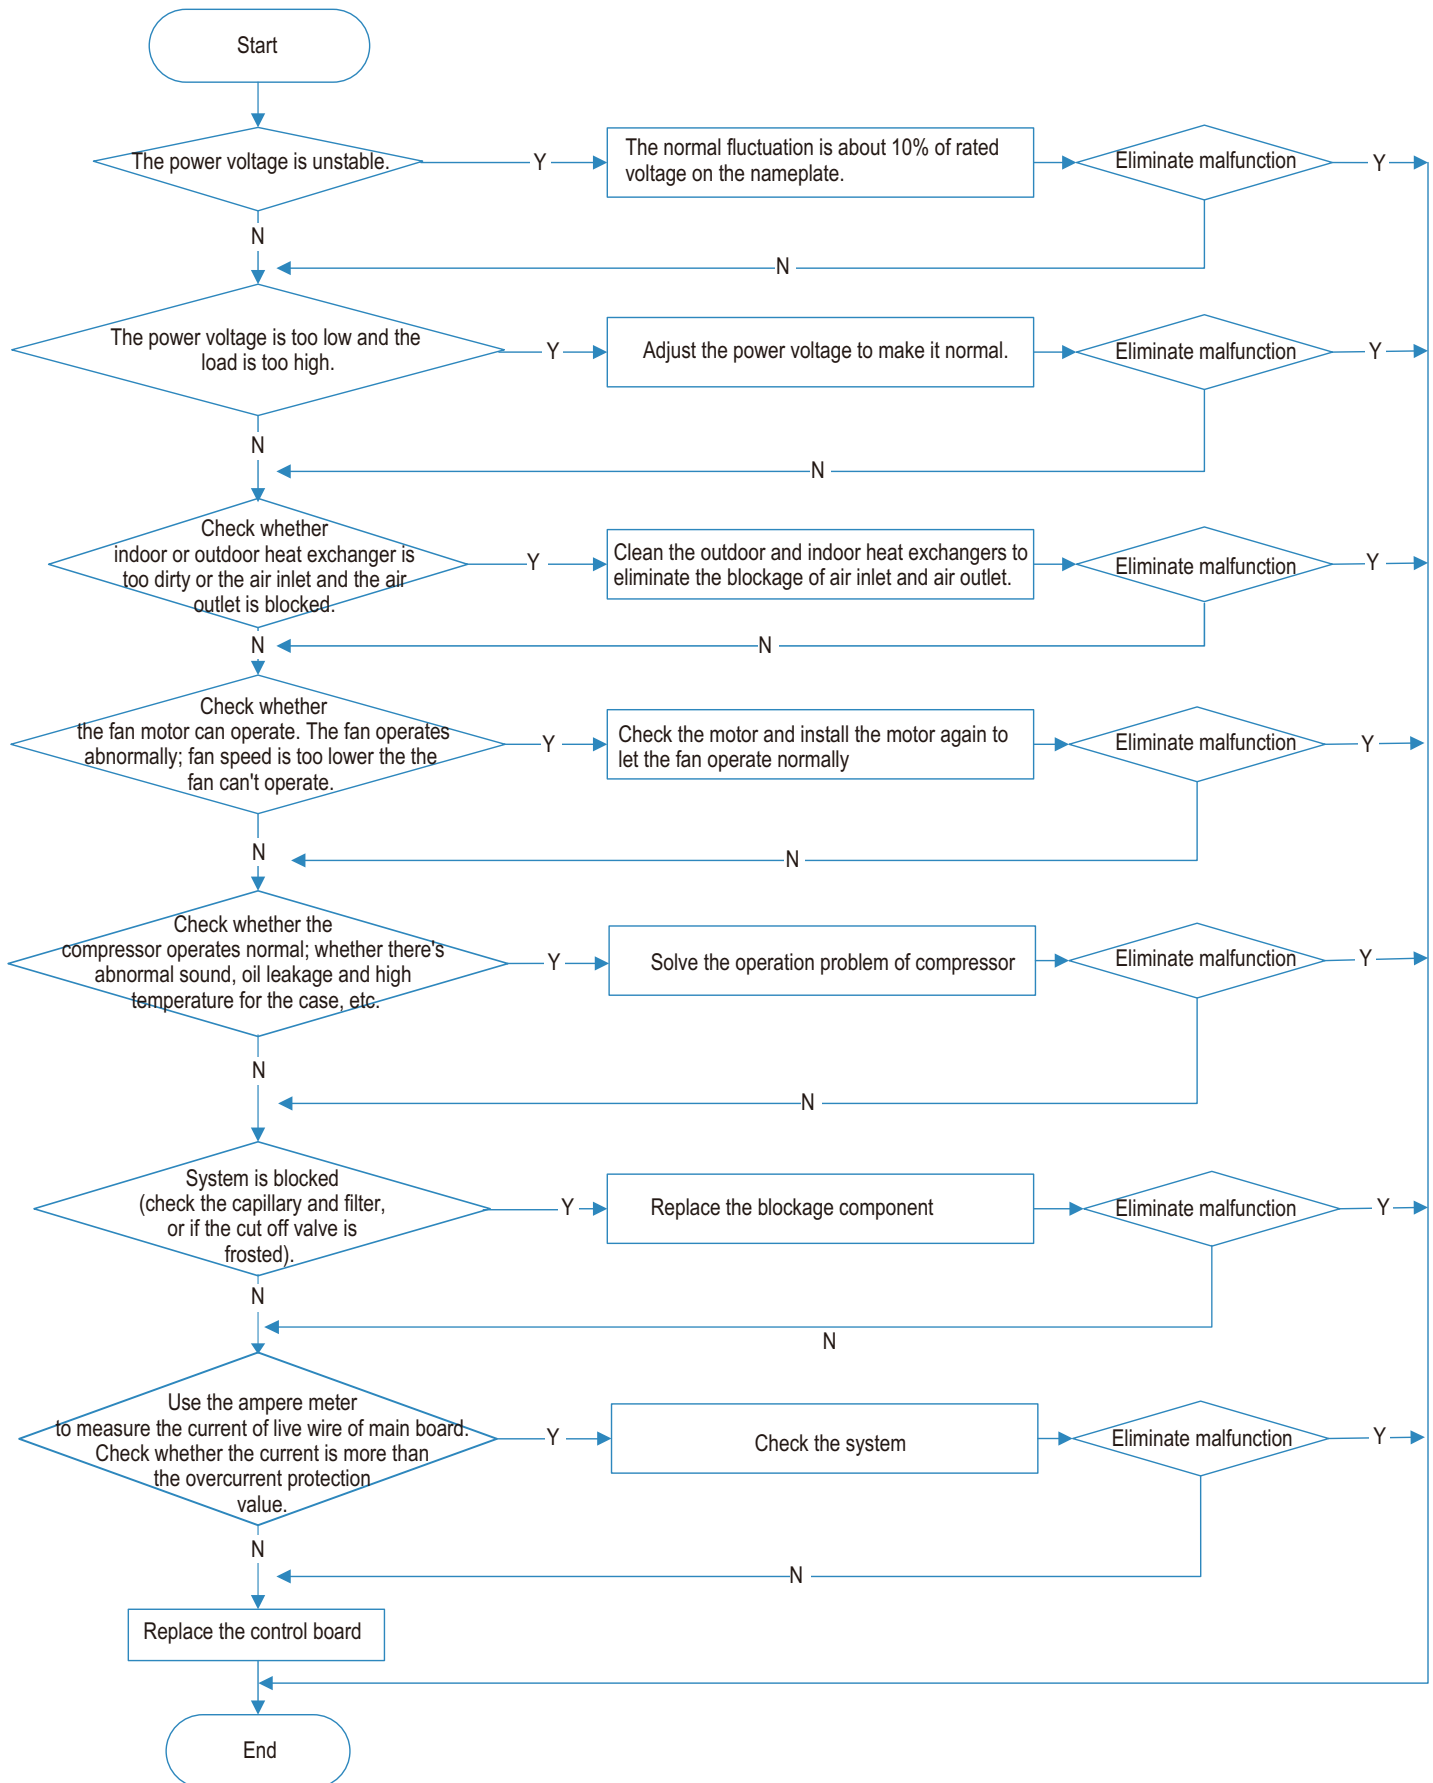 Start
The power voltage is unstable.
Y
The normal fluctuation is about 10% of rated
voltage on the nameplate.
Eliminate malfunction
Y
N
N
The power voltage is too low and the
load is too high.
Y
Adjust the power voltage to make it normal.
Eliminate malfunction
Y
N
N
Check whether
indoor or outdoor heat exchanger is
too dirty or the air inlet and the air
outlet is blocked.
Y
Clean the outdoor and indoor heat exchangers to
eliminate the blockage of air inlet and air outlet.
Eliminate malfunction
Y
N
N
Check whether
the fan motor can operate. The fan operates
abnormally; fan speed is too lower the the
fan can't operate.
Y
Check the motor and install the motor again to
let the fan operate normally
Eliminate malfunction
Y
N
N
Check whether the
compressor operates normal; whether there's
abnormal sound, oil leakage and high
temperature for the case, etc.
Y
Solve the operation problem of compressor
Eliminate malfunction
Y
N
N
System is blocked
(check the capillary and filter,
or if the cut off valve is
frosted).
Y
Replace the blockage component
Eliminate malfunction
Y
N
N
Use the ampere meter
to measure the current of live wire of main board.
Check whether the current is more than
the overcurrent protection
value.
Y
Check the system
Eliminate malfunction
Y
N
N
Replace the control board
End